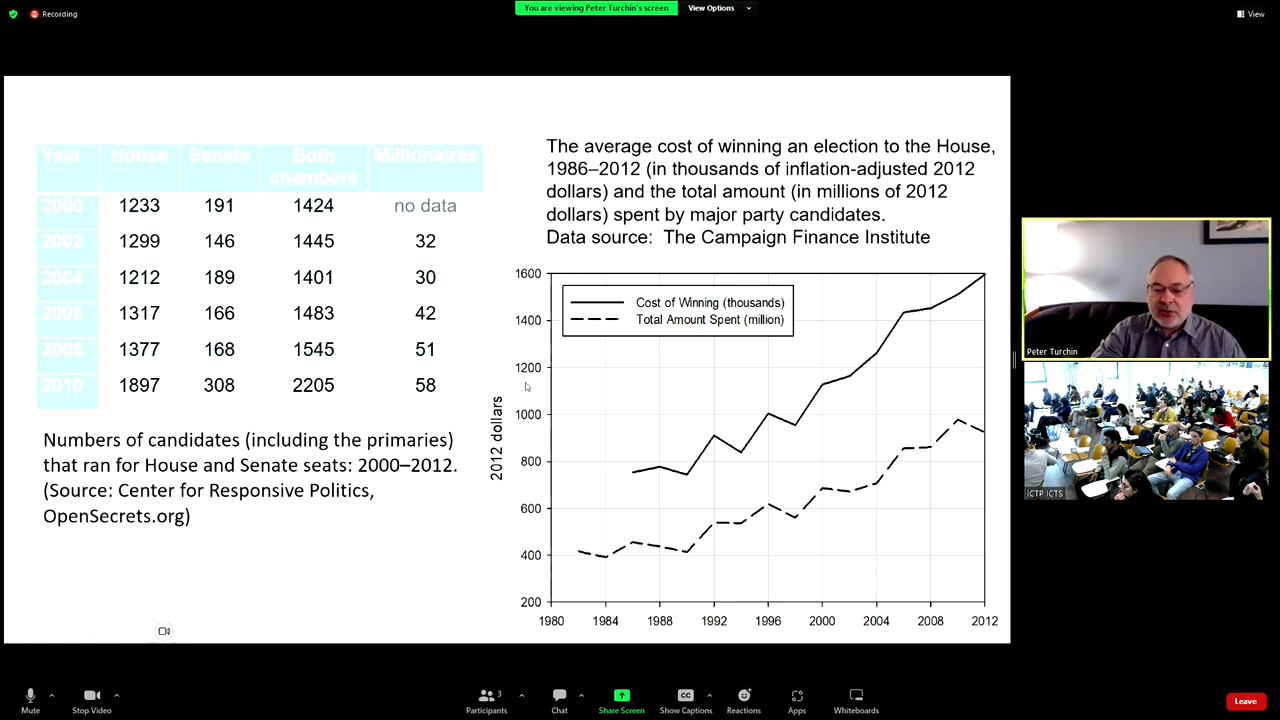 Recording
You are viewing Peter Turchin's screen
View Options
View
Year House Senate Both chambers Millionaires
2000 1233 191 1424 no data
2002 1299 146 1445 32
2004 1212 189 1401 30
2006 1317 166 1483 42
2008 1377 168 1545 51
2010 1897 308 2205 58
Numbers of candidates (including the primaries)
that ran for House and Senate seats: 2000–2012.
(Source: Center for Responsive Politics,
OpenSecrets.org)
The average cost of winning an election to the House,
1986–2012 (in thousands of inflation-adjusted 2012
dollars) and the total amount (in millions of 2012
dollars) spent by major party candidates.
Data source: The Campaign Finance Institute
1600
1400
1200
1000
800
600
400
200
2012 dollars
Cost of Winning (thousands)
Total Amount Spent (million)
1980 1984 1988 1992 1996 2000 2004 2008 2012
Peter Turchin
ICTP ICTS
Mute
Stop Video
3
Participants
Chat
Share Screen
CC
Show Captions
Reactions
Apps
Whiteboards
Leave